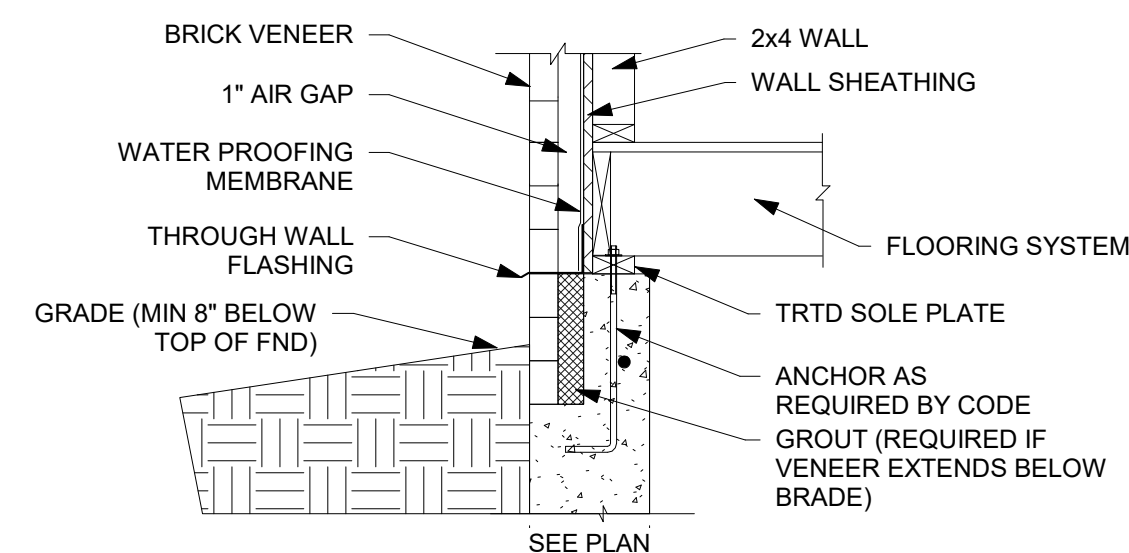 BRICK VENEER
1" AIR GAP
WATER PROOFING
MEMBRANE
THROUGH WALL
FLASHING
GRADE (MIN 8" BELOW
TOP OF FND)
2x4 WALL
WALL SHEATHING
FLOORING SYSTEM
TRTD SOLE PLATE
ANCHOR AS
REQUIRED BY CODE
GROUT (REQUIRED IF
VENEER EXTENDS BELOW
BRADE)
SEE PLAN